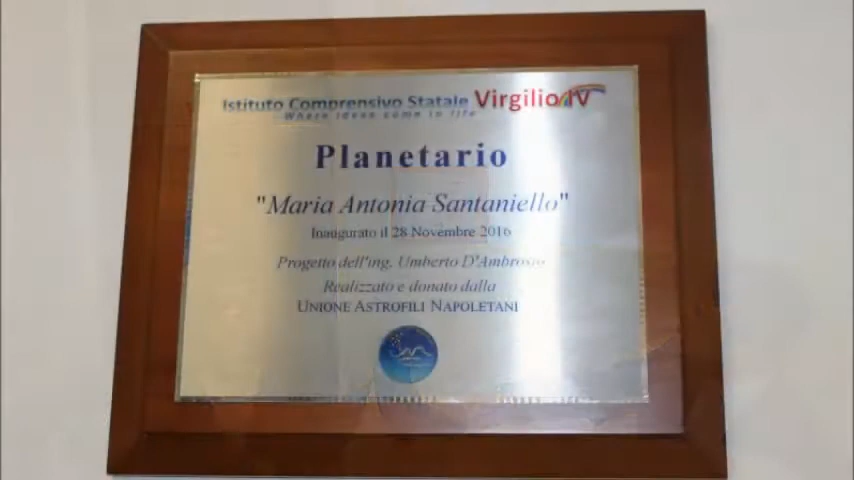 Istituto Comprensivo Statale Virgilio IV
Where ideas come in life
Planetario
"Maria Antonia Santaniello"
Inaugurato il 28 Novembre 2016
Progetto dell'ing. Umberto D'Ambrosio
Realizzato e donato dalla
UNIONE ASTROFILI NAPOLETANI